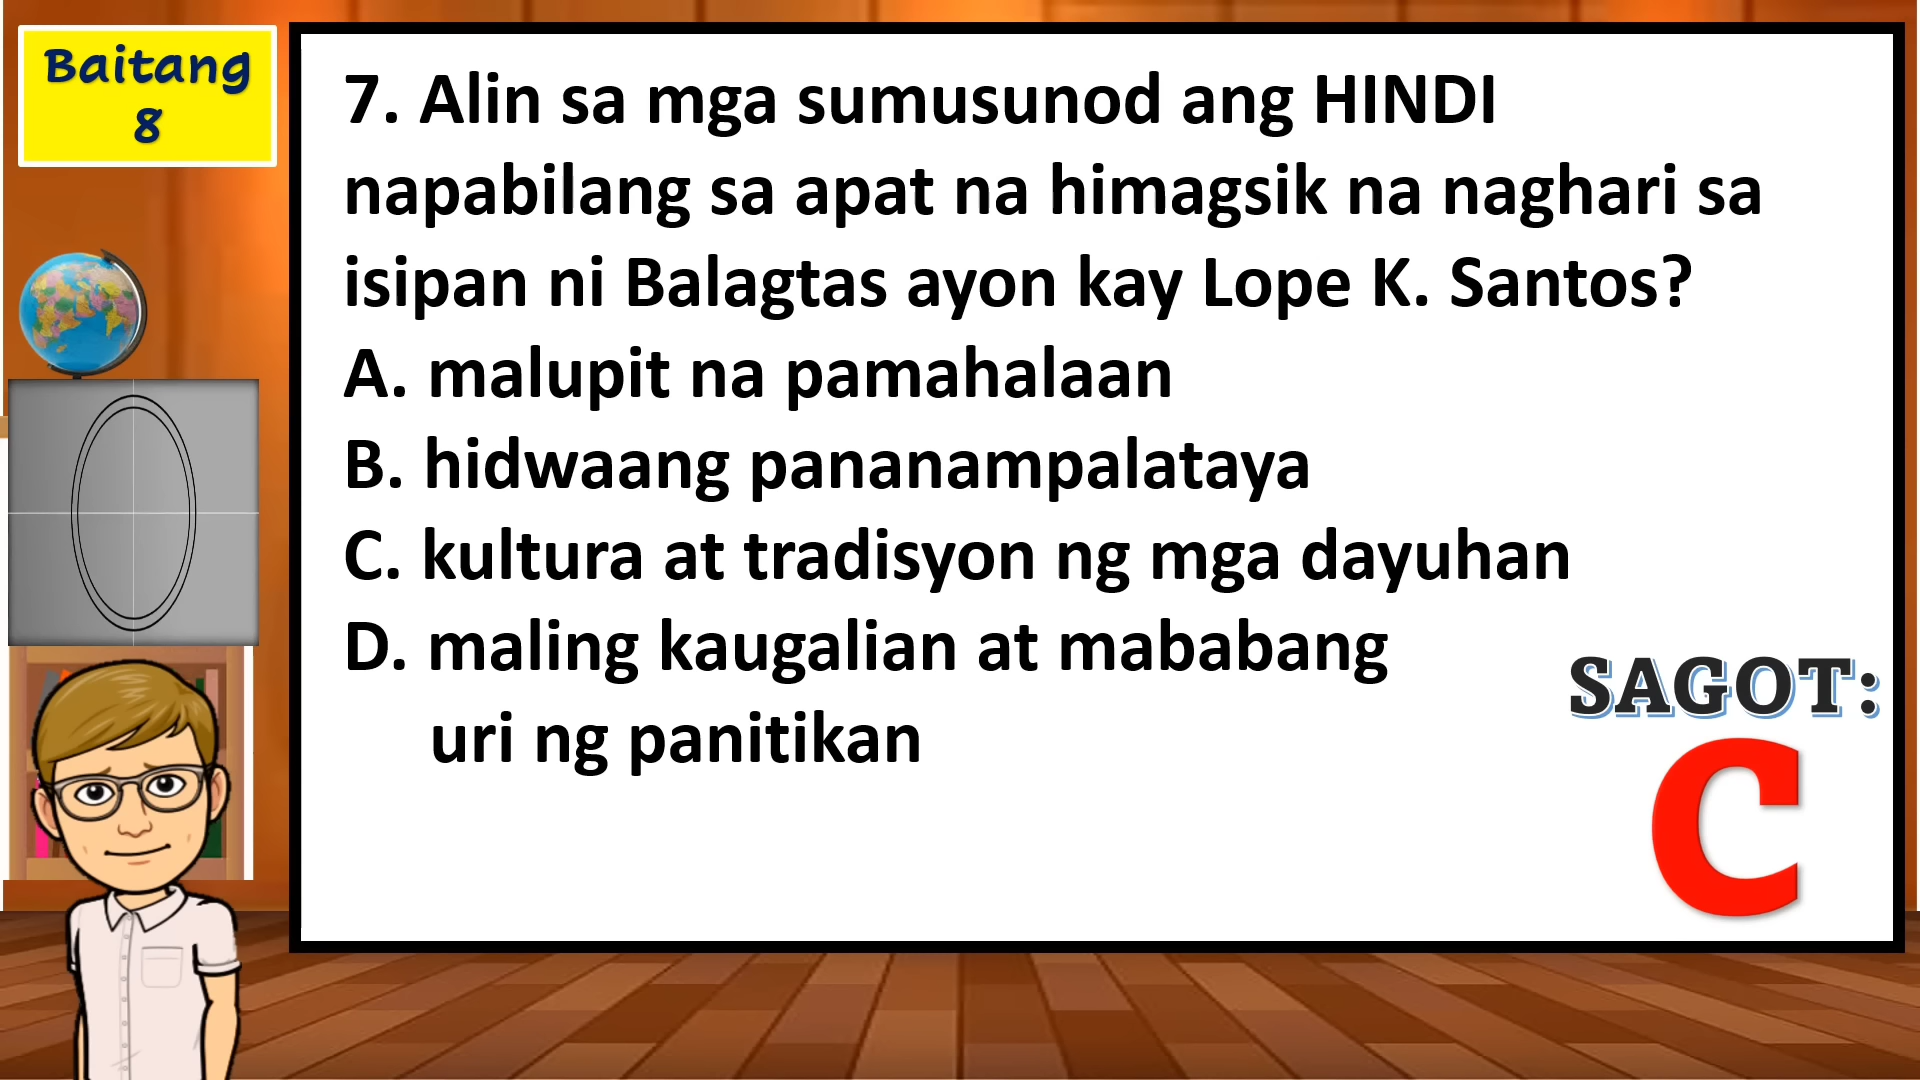 Baitang
8
7. Alin sa mga sumusunod ang HINDI
napabilang sa apat na himagsik na naghari sa
isipan ni Balagtas ayon kay Lope K. Santos?
A. malupit na pamahalaan
B. hidwaang pananampalataya
C. kultura at tradisyon ng mga dayuhan
D. maling kaugalian at mababang
uri ng panitikan
SAGOT:
C